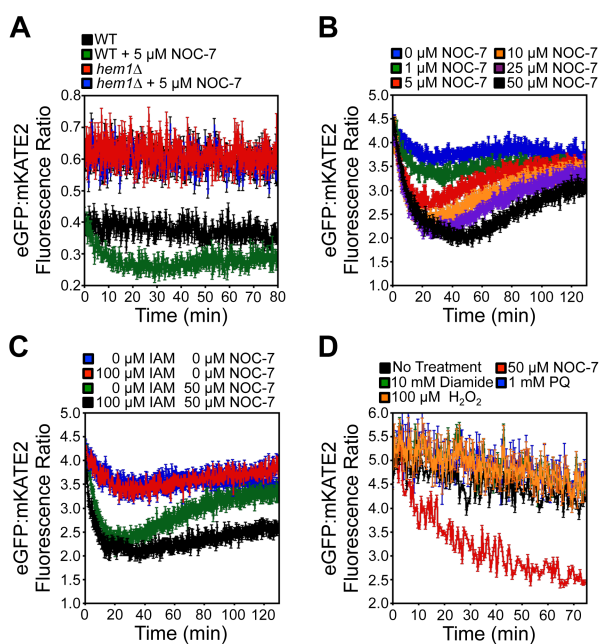 A
WT
WT + 5 µM NOC-7
hem1Δ
hem1Δ + 5 µM NOC-7
eGFP:mKATE2
Fluorescence Ratio
0.8
0.7
0.6
0.5
0.4
0.3
0.2
0 10 20 30 40 50 60 70 80
Time (min)
B
0 µM NOC-7 10 µM NOC-7
1 µM NOC-7 25 µM NOC-7
5 µM NOC-7 50 µM NOC-7
eGFP:mKATE2
Fluorescence Ratio
5.0
4.5
4.0
3.5
3.0
2.5
2.0
1.5
1.0
0 20 40 60 80 100 120
Time (min)
C
0 µM IAM 0 µM NOC-7
100 µM IAM 0 µM NOC-7
0 µM IAM 50 µM NOC-7
100 µM IAM 50 µM NOC-7
eGFP:mKATE2
Fluorescence Ratio
5.0
4.5
4.0
3.5
3.0
2.5
2.0
1.5
1.0
0 20 40 60 80 100 120
Time (min)
D
No Treatment 50 µM NOC-7
10 mM Diamide 1 mM PQ
100 µM H₂O₂
eGFP:mKATE2
Fluorescence Ratio
6.0
5.5
5.0
4.5
4.0
3.5
3.0
2.5
2.0
0 10 20 30 40 50 60 70
Time (min)